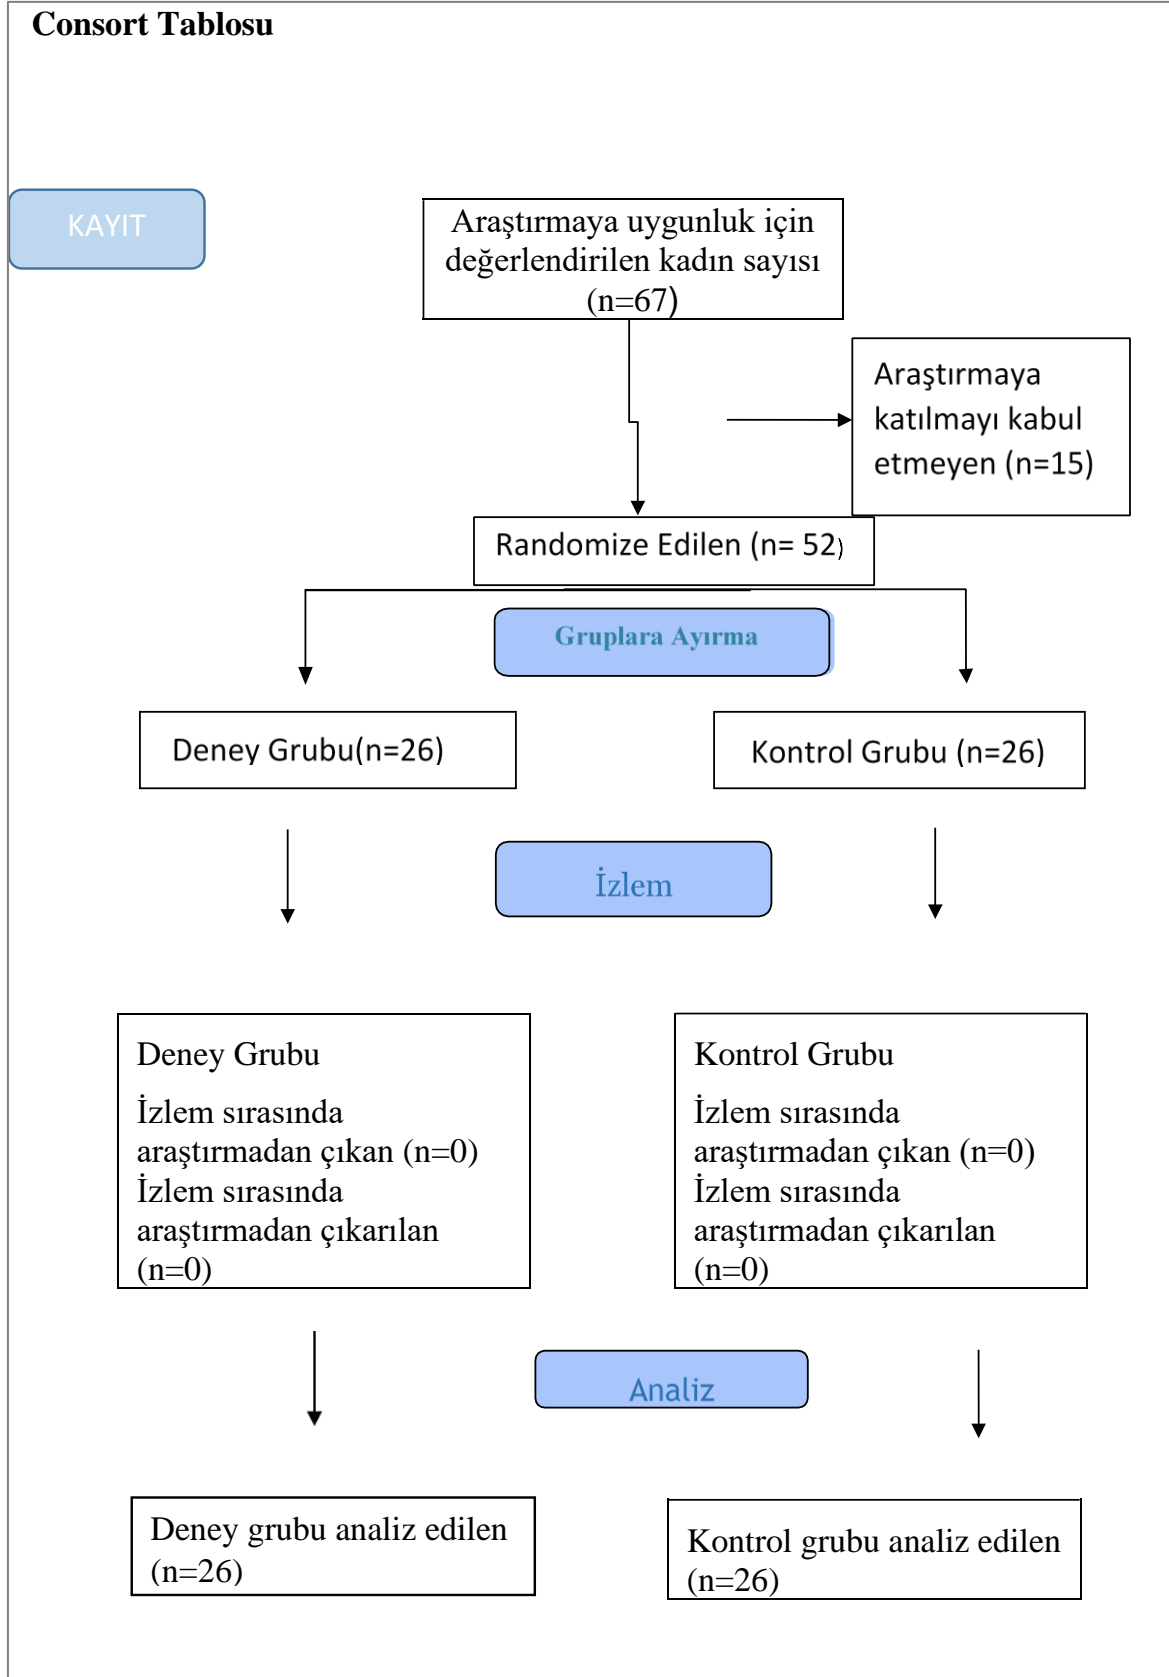 Consort Tablosu
KAYIT
Araştırmaya uygunluk için
değerlendirilen kadın sayısı
(n=67)
Araştırmaya
katılmayı kabul
etmeyen (n=15)
Randomize Edilen (n= 52)
Gruplara Ayırma
Deney Grubu(n=26)
Kontrol Grubu (n=26)
İzlem
Deney Grubu
İzlem sırasında
araştırmadan çıkan (n=0)
İzlem sırasında
araştırmadan çıkarılan
(n=0)
Kontrol Grubu
İzlem sırasında
araştırmadan çıkan (n=0)
İzlem sırasında
araştırmadan çıkarılan
(n=0)
Analiz
Deney grubu analiz edilen
(n=26)
Kontrol grubu analiz edilen
(n=26)